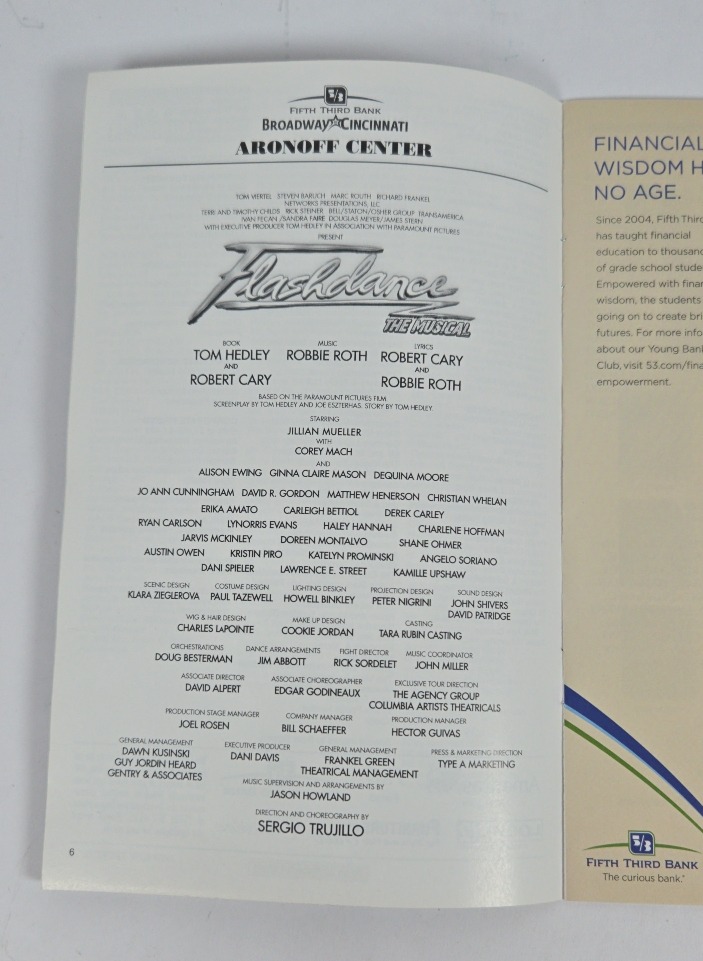 FIFTH THIRD BANK
BROADWAY CINCINNATI
ARONOFF CENTER
TOM VIERTEL STEVEN BARUCH MARC ROUTH RICHARD FRANKEL
NETWORKS PRESENTATIONS, LLC
TERRI AND TIMOTHY CHILDS RICK STEINER BELL/STATON/OSHER GROUP TRANSAMERICA
IVAN FECAN /SANDRA FAIRE DOUGLAS MEYER/JAMES STERN
WITH EXECUTIVE PRODUCER TOM HEDLEY IN ASSOCIATION WITH PARAMOUNT PICTURES
PRESENT
Flashdance
THE MUSICAL
BOOK MUSIC LYRICS
TOM HEDLEY ROBBIE ROTH ROBERT CARY
AND AND
ROBERT CARY ROBBIE ROTH
BASED ON THE PARAMOUNT PICTURES FILM
SCREENPLAY BY TOM HEDLEY AND JOE ESZTERHAS. STORY BY TOM HEDLEY.
STARRING
JILLIAN MUELLER
WITH
COREY MACH
AND
ALISON EWING GINNA CLAIRE MASON DEQUINA MOORE
JO ANN CUNNINGHAM DAVID R. GORDON MATTHEW HENERSON CHRISTIAN WHELAN
ERIKA AMATO CARLEIGH BETTIOL DEREK CARLEY
RYAN CARLSON LYNORRIS EVANS HALEY HANNAH CHARLENE HOFFMAN
JARVIS MCKINLEY DOREEN MONTALVO SHANE OHMER
AUSTIN OWEN KRISTIN PIRO KATELYN PROMINSKI ANGELO SORIANO
DANI SPIELER LAWRENCE E. STREET KAMILLE UPSHAW
SCENIC DESIGN COSTUME DESIGN LIGHTING DESIGN PROJECTION DESIGN SOUND DESIGN
KLARA ZIEGLEROVA PAUL TAZEWELL HOWELL BINKLEY PETER NIGRINI JOHN SHIVERS
DAVID PATRIDGE
WIG & HAIR DESIGN MAKE UP DESIGN CASTING
CHARLES LaPOINTE COOKIE JORDAN TARA RUBIN CASTING
ORCHESTRATIONS DANCE ARRANGEMENTS FIGHT DIRECTOR MUSIC COORDINATOR
DOUG BESTERMAN JIM ABBOTT RICK SORDELET JOHN MILLER
ASSOCIATE DIRECTOR ASSOCIATE CHOREOGRAPHER EXCLUSIVE TOUR DIRECTION
DAVID ALPERT EDGAR GODINEAUX THE AGENCY GROUP
COLUMBIA ARTISTS THEATRICALS
PRODUCTION STAGE MANAGER COMPANY MANAGER PRODUCTION MANAGER
JOEL ROSEN BILL SCHAEFFER HECTOR GUIVAS
GENERAL MANAGEMENT EXECUTIVE PRODUCER GENERAL MANAGEMENT PRESS & MARKETING DIRECTION
DAWN KUSINSKI DANI DAVIS FRANKEL GREEN TYPE A MARKETING
GUY JORDIN HEARD THEATRICAL MANAGEMENT
GENTRY & ASSOCIATES
MUSIC SUPERVISION AND ARRANGEMENTS BY
JASON HOWLAND
DIRECTION AND CHOREOGRAPHY BY
SERGIO TRUJILLO
6
FINANCIAL
WISDOM H
NO AGE.
Since 2004, Fifth Thir
has taught financial
education to thousand
of grade school stude
Empowered with finan
wisdom, the students
going on to create bri
futures. For more info
about our Young Bank
Club, visit 53.com/fina
empowerment.
FIFTH THIRD BANK
The curious bank.